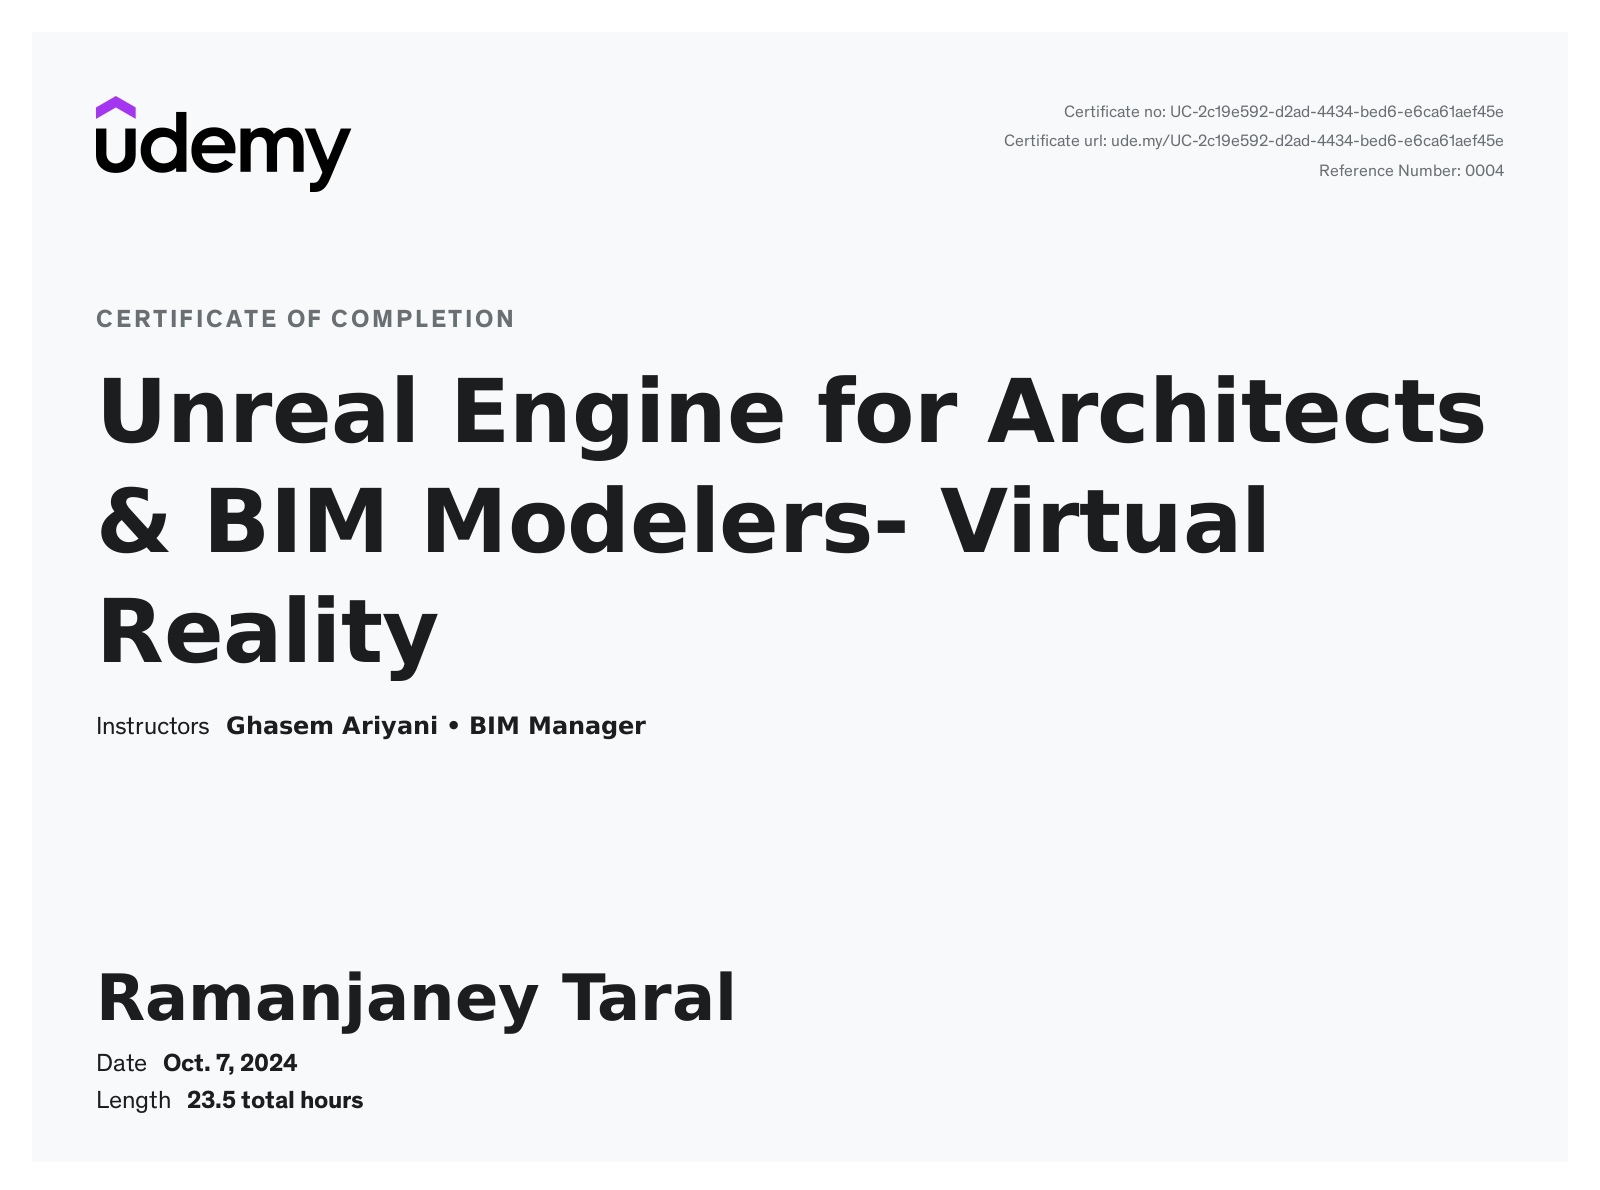 udemy
Certificate no: UC-2c19e592-d2ad-4434-bed6-e6ca61aef45e
Certificate url: ude.my/UC-2c19e592-d2ad-4434-bed6-e6ca61aef45e
Reference Number: 0004
CERTIFICATE OF COMPLETION
Unreal Engine for Architects
& BIM Modelers- Virtual
Reality
Instructors Ghasem Ariyani • BIM Manager
Ramanjaney Taral
Date Oct. 7, 2024
Length 23.5 total hours